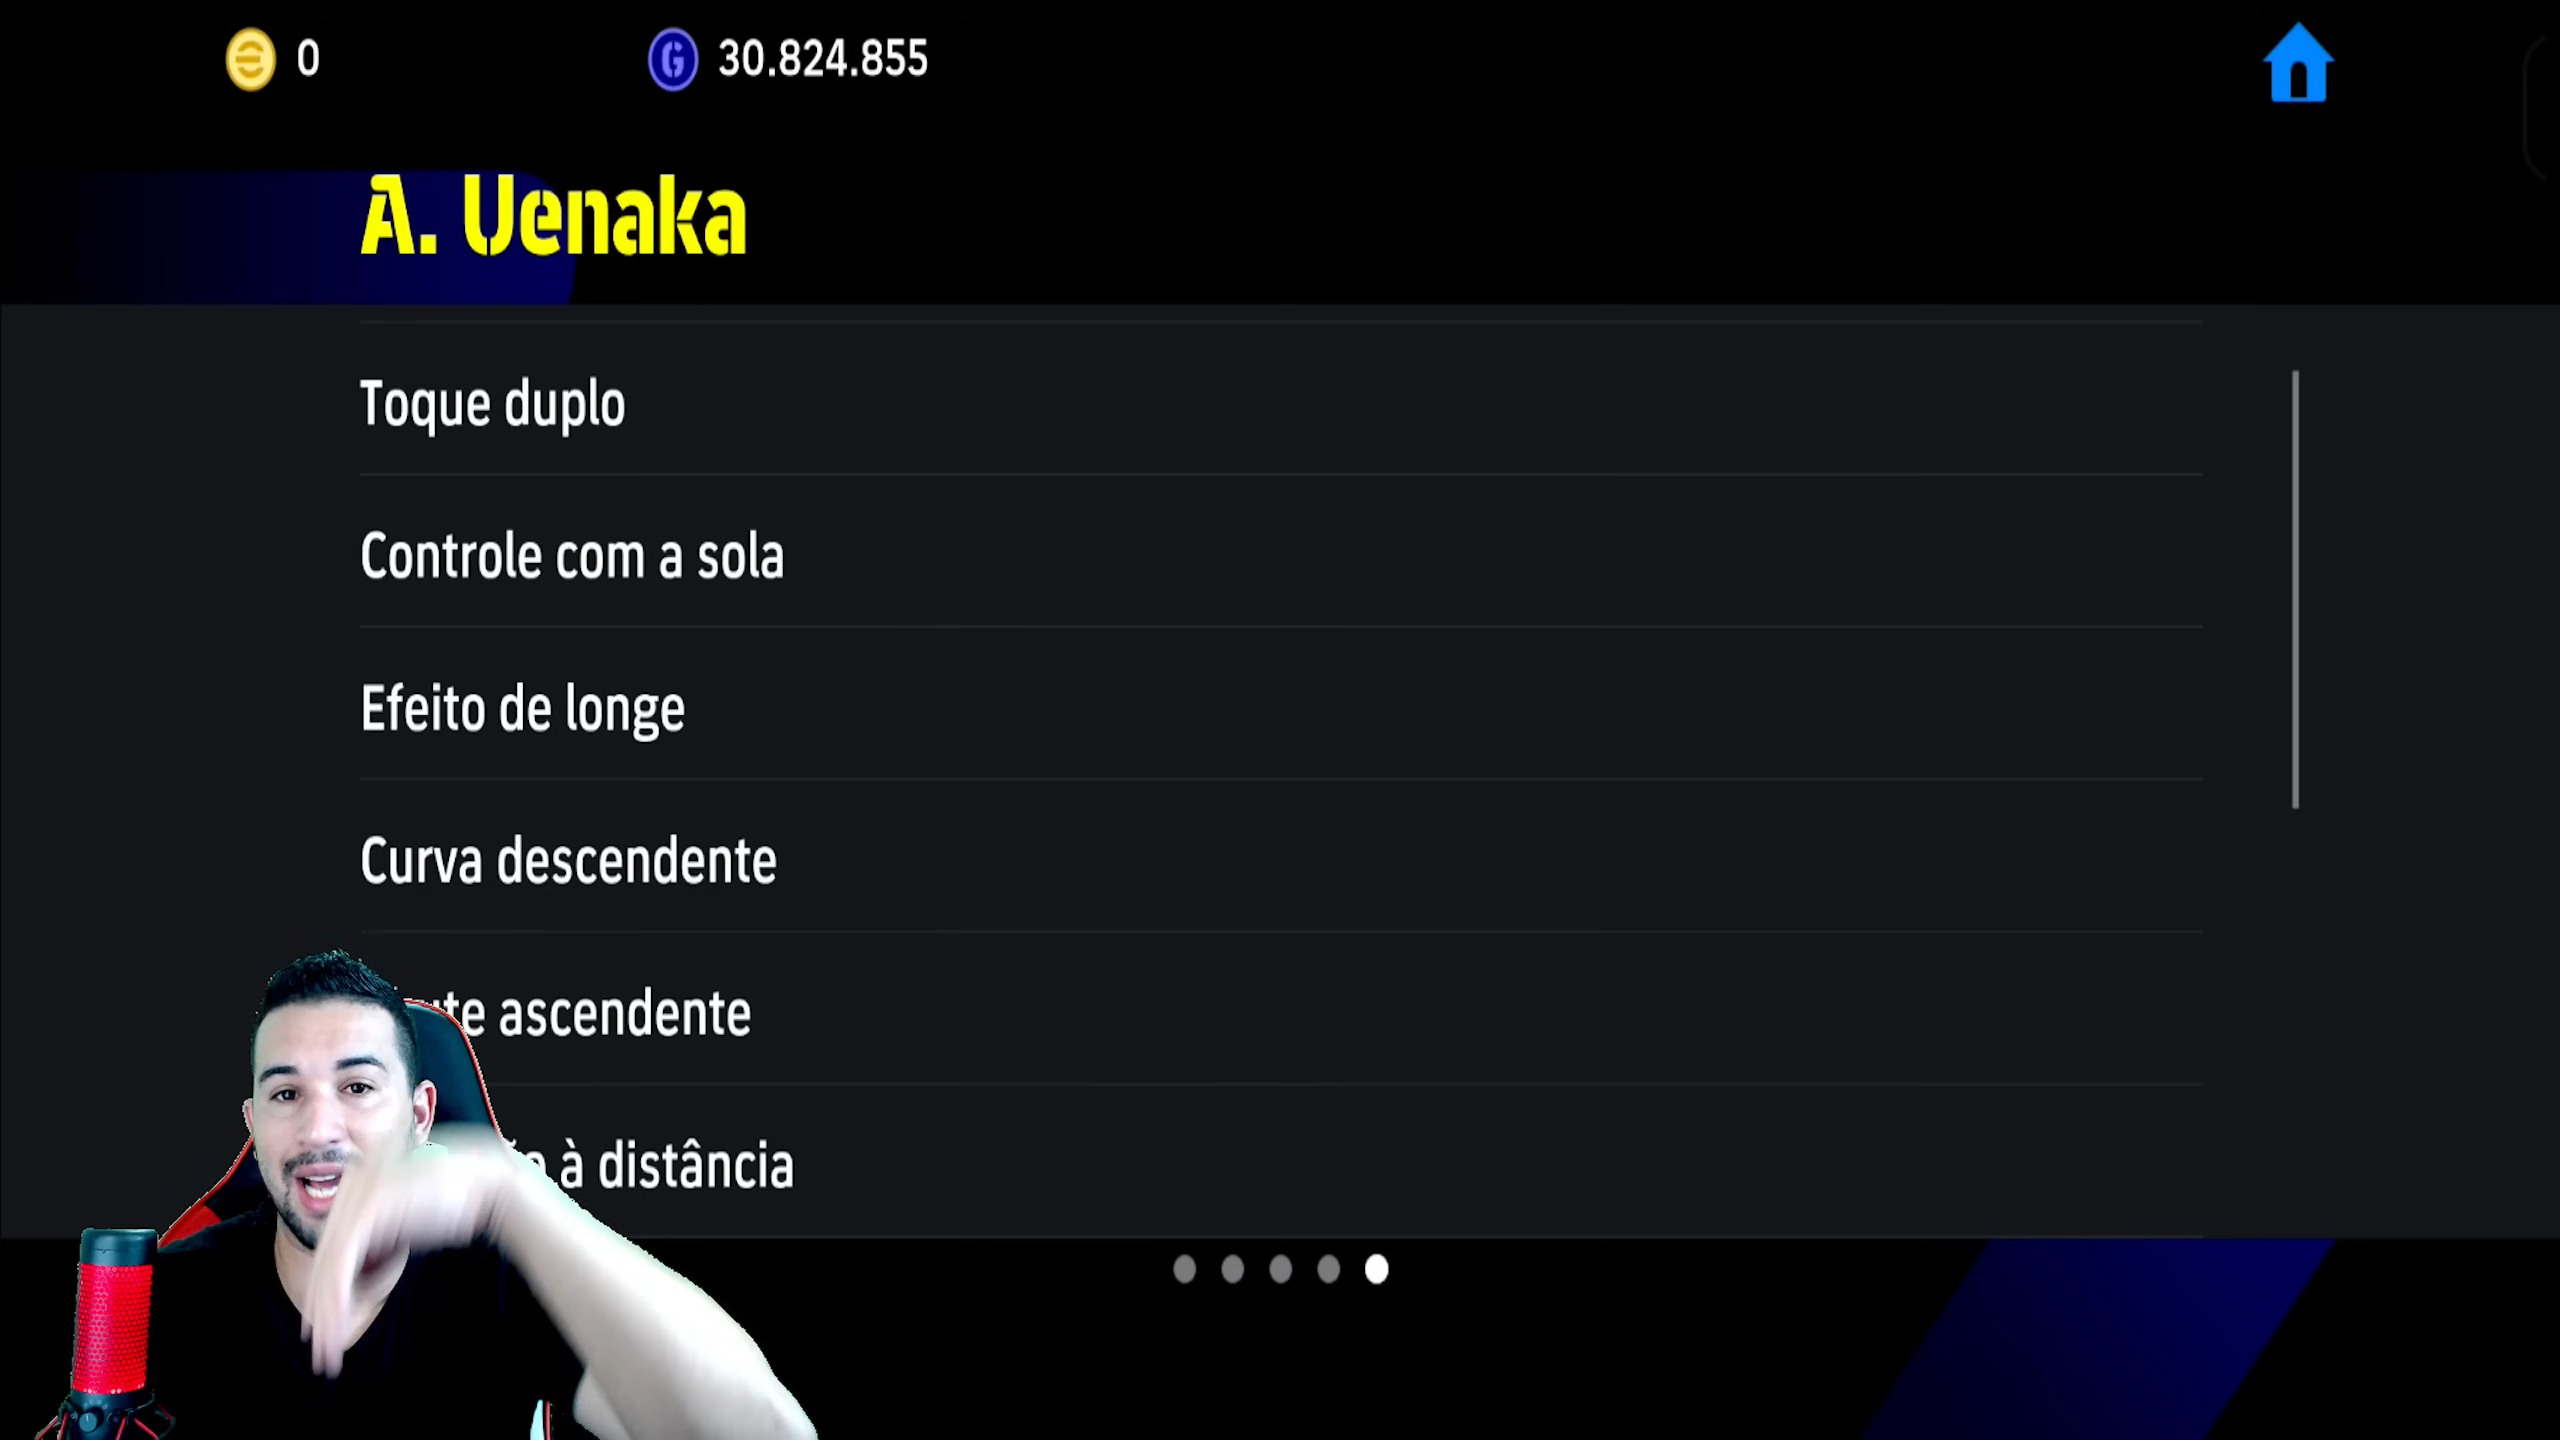 0
30.824.855
A. Uenaka
Toque duplo
Controle com a sola
Efeito de longe
Curva descendente
ascendente
à distância